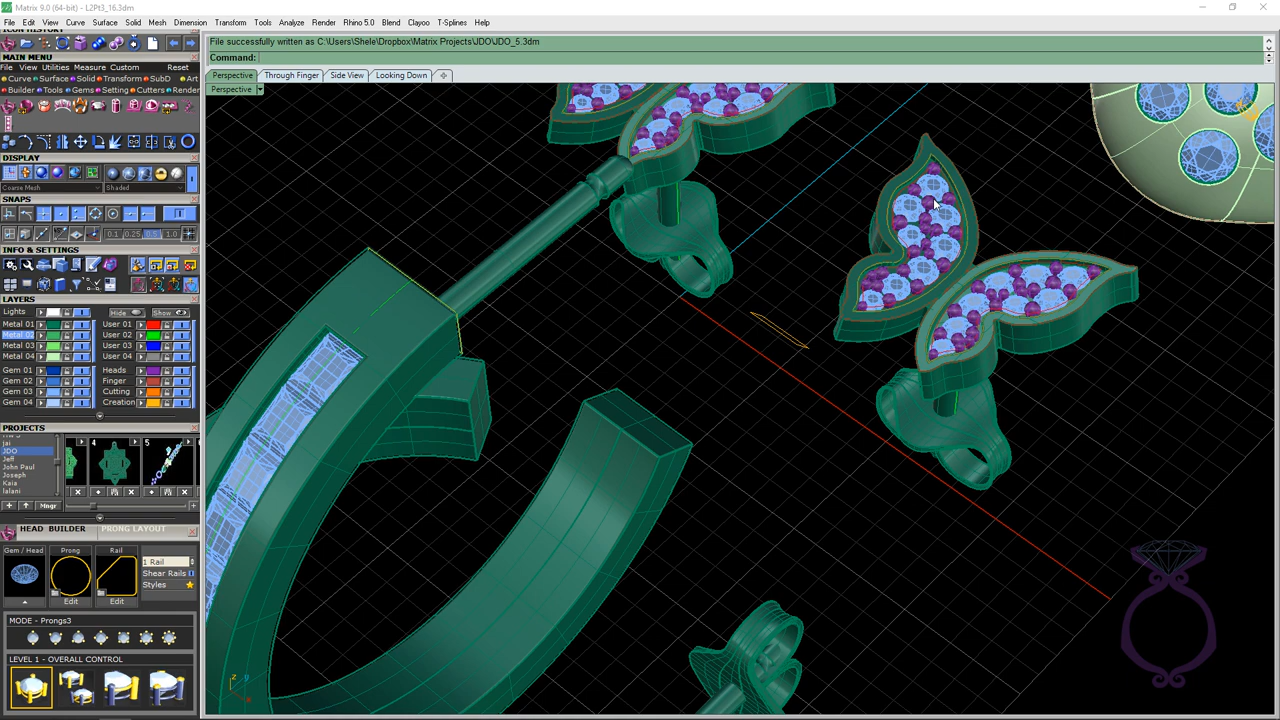 Matrix 9.0 (64-bit) - L2Pt3_16.3dm
File Edit View Curve Surface Solid Mesh Dimension Transform Tools Analyze Render Rhino 5.0 Blend Clayoo T-Splines Help
ICON HISTORY
File successfully written as C:\Users\Shele\Dropbox\Matrix Projects\JDO\JDO_5.3dm
Command:
MAIN MENU
File View Utilities Measure Custom Reset
Curve Surface Solid Transform SubD Art
Builder Tools Gems Setting Cutters Render
Perspective Through Finger Side View Looking Down
Perspective
DISPLAY
Coarse Mesh Shaded
SNAPS
0.1 0.25 0.5 1.0
INFO & SETTINGS
LAYERS
Lights Hide Show
Metal 01 User 01
Metal 02 User 02
Metal 03 User 03
Metal 04 User 04
Gem 01 Heads
Gem 02 Finger
Gem 03 Cutting
Gem 04 Creation
PROJECTS
jai
JDO
Jeff
John Paul
Joseph
Kaia
lalani
4 5
Mngr
HEAD BUILDER PRONG LAYOUT
Gem / Head Prong Rail
1 Rail
Shear Rails
Styles
Edit Edit
MODE - Prongs3
LEVEL 1 - OVERALL CONTROL
z y
x